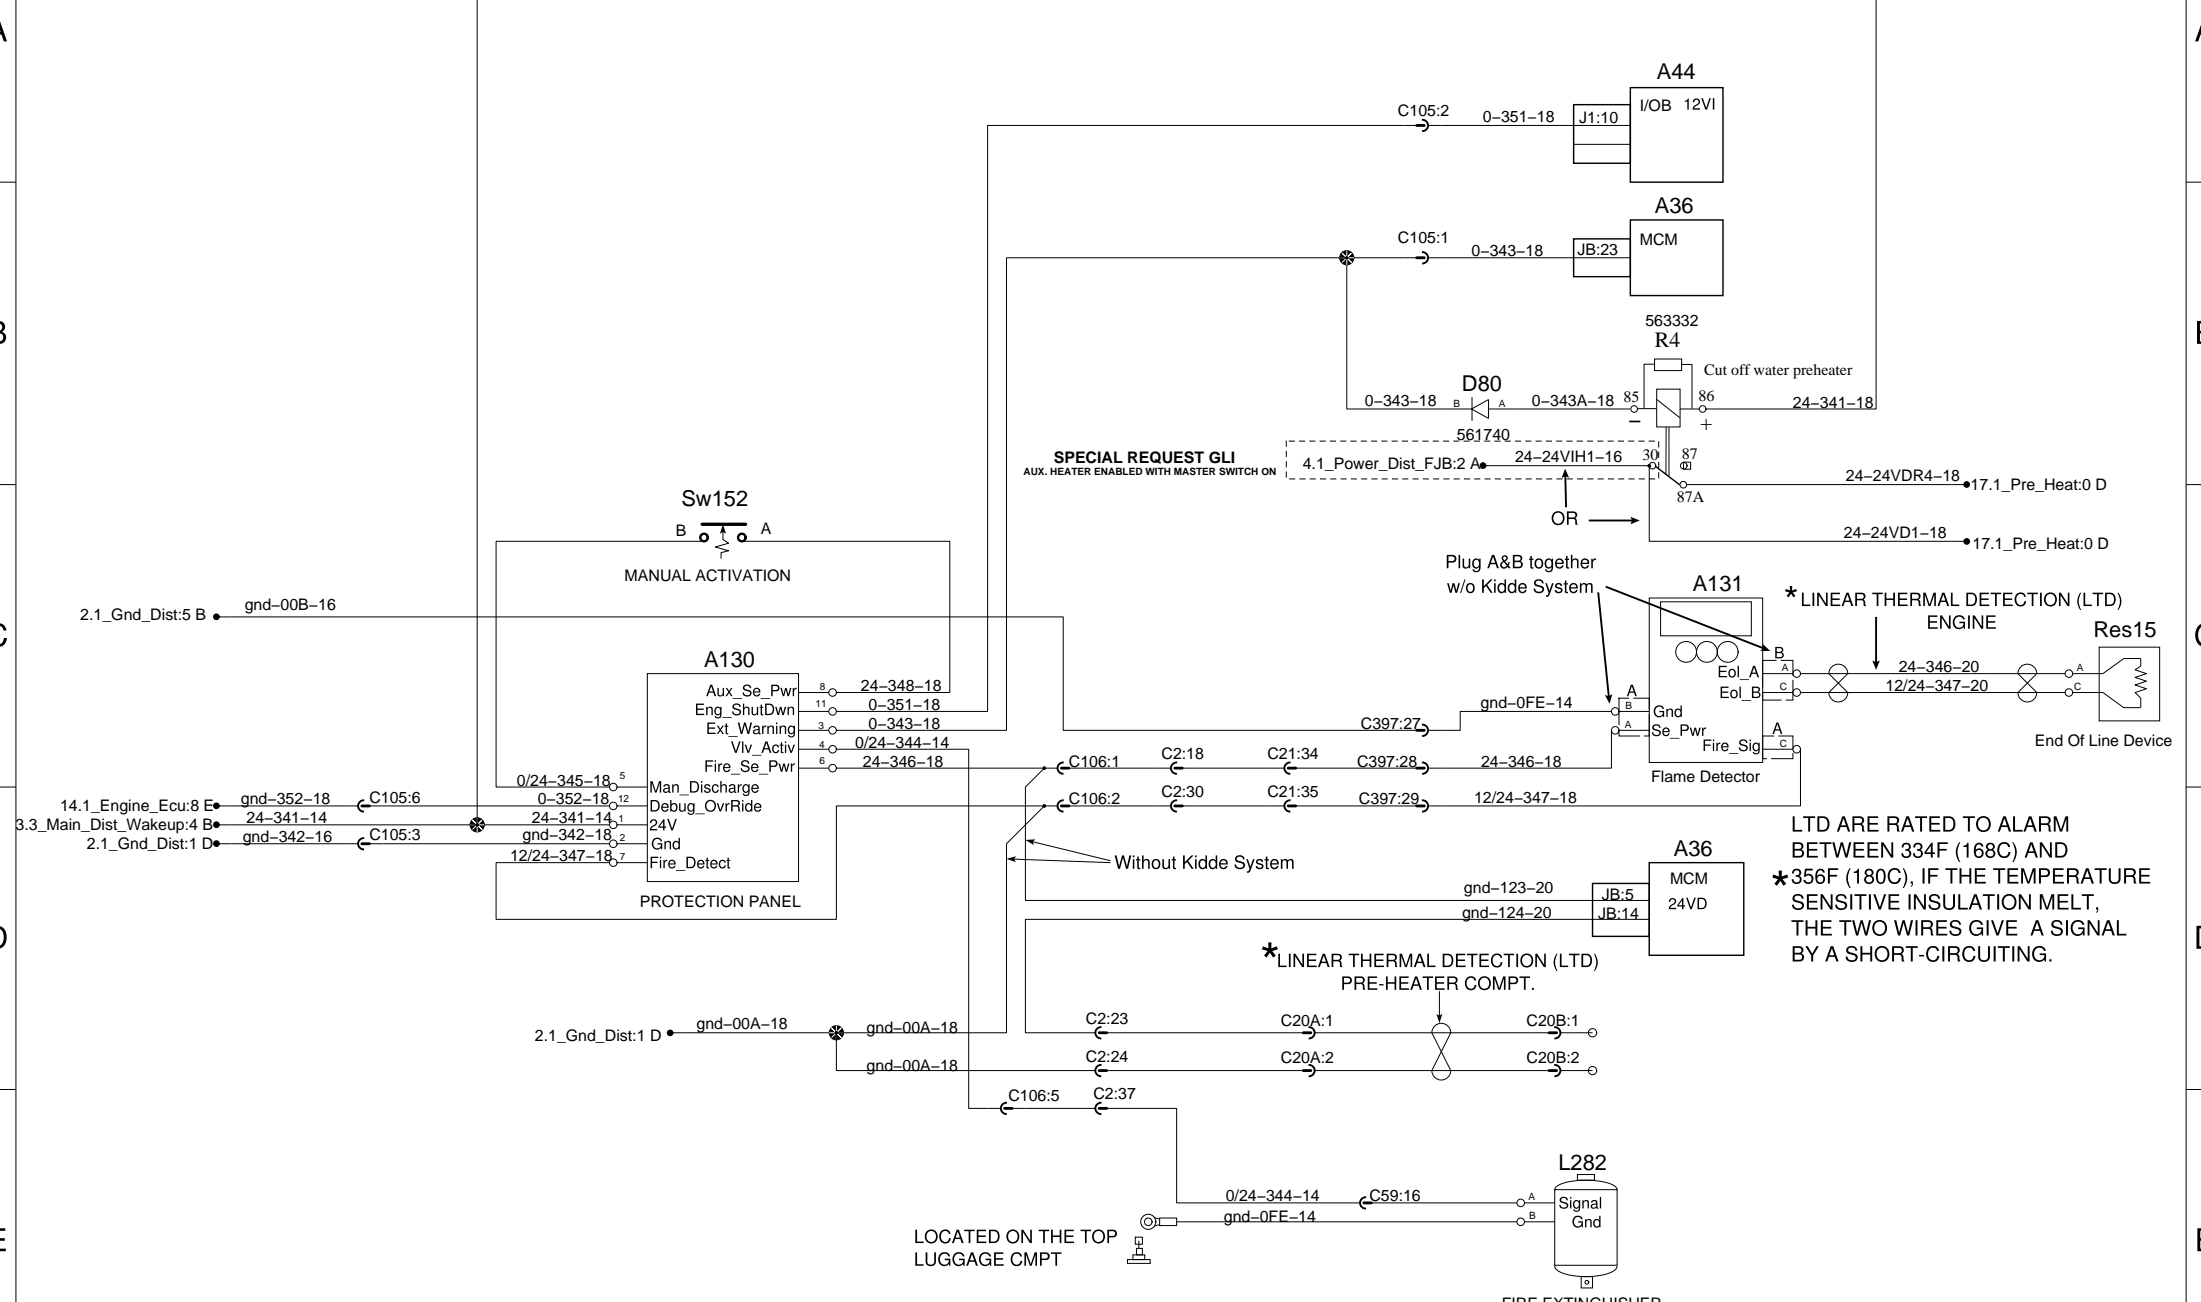 A
A
A44
I/OB 12VI
C105:2
0–351–18
J1:10
A36
MCM
C105:1
0–343–18
JB:23
563332
R4
B
Cut off water preheater
D80
0–343–18
B
A
0–343A–18
85
86
24–341–18
–
+
561740
SPECIAL REQUEST GLI
AUX. HEATER ENABLED WITH MASTER SWITCH ON
4.1_Power_Dist_FJB:2 A
24–24VIH1–16
30
87
87A
24–24VDR4–18
17.1_Pre_Heat:0 D
OR
24–24VD1–18
17.1_Pre_Heat:0 D
Sw152
B
A
MANUAL ACTIVATION
Plug A&B together
w/o Kidde System
A131
* LINEAR THERMAL DETECTION (LTD)
ENGINE
2.1_Gnd_Dist:5 B
gnd–00B–16
C
Res15
A130
Aux_Se_Pwr
8
24–348–18
Eng_ShutDwn
11
0–351–18
Ext_Warning
3
0–343–18
Vlv_Activ
4
0/24–344–14
Fire_Se_Pwr
6
24–346–18
B
Eol_A
A
24–346–20
A
Eol_B
C
12/24–347–20
C
gnd–0FE–14
A
B
Gnd
C397:27
A
Se_Pwr
A
Fire_Sig
C
End Of Line Device
C106:1
C2:18
C21:34
C397:28
24–346–18
Flame Detector
0/24–345–18
5
Man_Discharge
14.1_Engine_Ecu:8 E
gnd–352–18
C105:6
0–352–18
12
Debug_OvrRide
C106:2
C2:30
C21:35
C397:29
12/24–347–18
3.3_Main_Dist_Wakeup:4 B
24–341–14
24–341–14
1
24V
2.1_Gnd_Dist:1 D
gnd–342–16
C105:3
gnd–342–18
2
Gnd
12/24–347–18
7
Fire_Detect
PROTECTION PANEL
Without Kidde System
A36
MCM
24VD
gnd–123–20
JB:5
gnd–124–20
JB:14
LTD ARE RATED TO ALARM
BETWEEN 334F (168C) AND
* 356F (180C), IF THE TEMPERATURE
SENSITIVE INSULATION MELT,
THE TWO WIRES GIVE A SIGNAL
BY A SHORT-CIRCUITING.
D
* LINEAR THERMAL DETECTION (LTD)
PRE-HEATER COMPT.
2.1_Gnd_Dist:1 D
gnd–00A–18
gnd–00A–18
C2:23
C20A:1
C20B:1
gnd–00A–18
C2:24
C20A:2
C20B:2
C106:5
C2:37
L282
0/24–344–14
C59:16
A
Signal
gnd–0FE–14
B
Gnd
LOCATED ON THE TOP
LUGGAGE CMPT
E
FIRE EXTINGUISHER